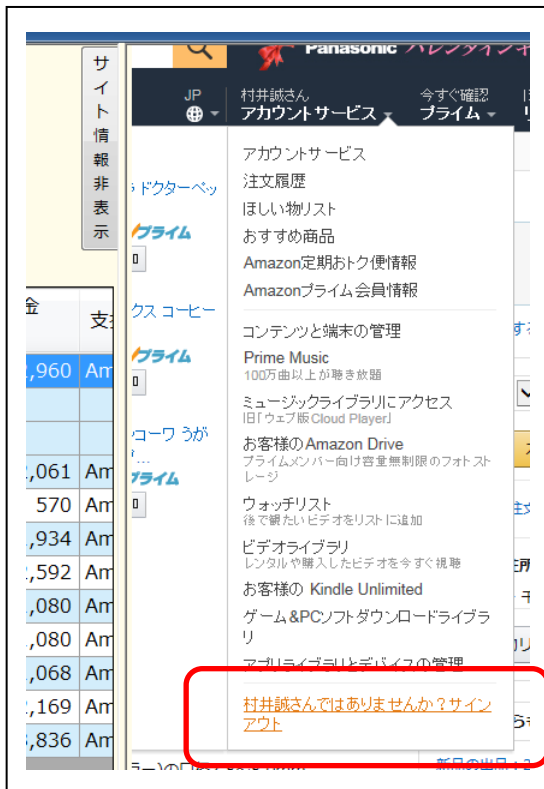 サイト情報非表示
Panasonic バレンタインキ
JP
村井誠さん
アカウントサービス
今すぐ確認
プライム
アカウントサービス
注文履歴
ほしい物リスト
おすすめ商品
Amazon定期おトク便情報
Amazonプライム会員情報
コンテンツと端末の管理
Prime Music
100万曲以上が聴き放題
ミュージックライブラリにアクセス
旧「ウェブ版 Cloud Player」
お客様のAmazon Drive
プライムメンバー向け容量無制限のフォトスト
レージ
ウォッチリスト
後で観たいビデオをリストに追加
ビデオライブラリ
レンタルや購入したビデオを今すぐ視聴
お客様の Kindle Unlimited
ゲーム&PCソフトダウンロードライブラ
リ
アプリライブラリとデバイスの管理
村井誠さんではありませんか？サイン
アウト
ドクターペッ
プライム
クス コーヒー
プライム
コーワ うが
プライム
金
支
,960 Am
,061 Am
570 Am
,934 Am
,592 Am
,080 Am
,080 Am
,068 Am
,169 Am
,836 Am